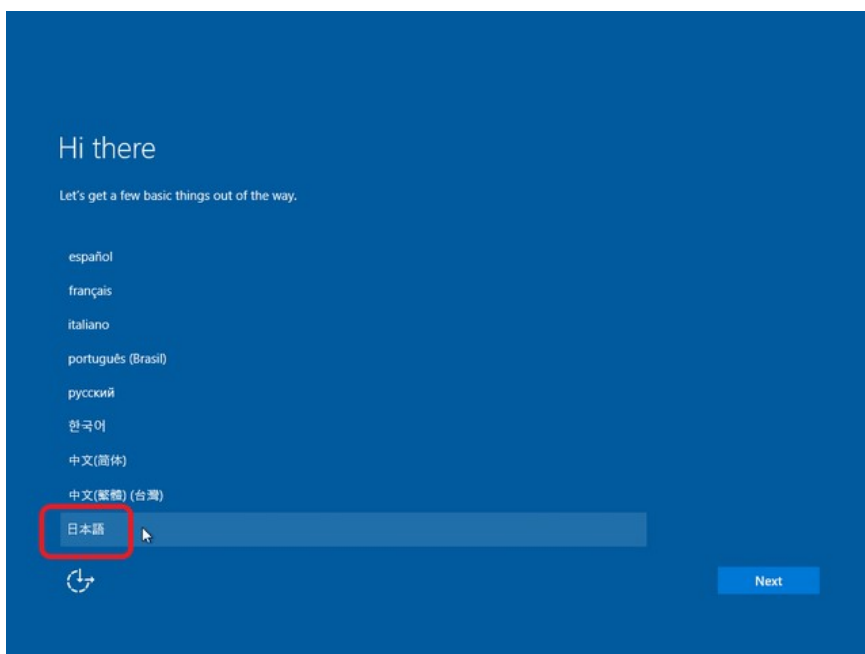 Hi there
Let's get a few basic things out of the way.
español
français
italiano
português (Brasil)
русский
한국어
中文(简体)
中文(繁體) (台灣)
日本語
Next